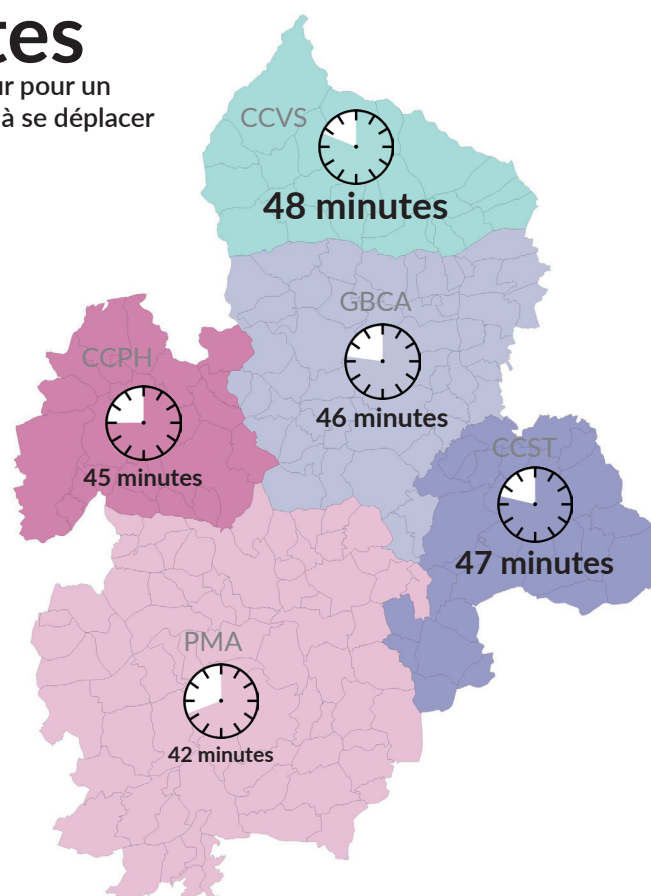 tes
ur pour un
à se déplacer
CCVS
48 minutes
GBCA
46 minutes
CCPH
45 minutes
CCST
47 minutes
PMA
42 minutes